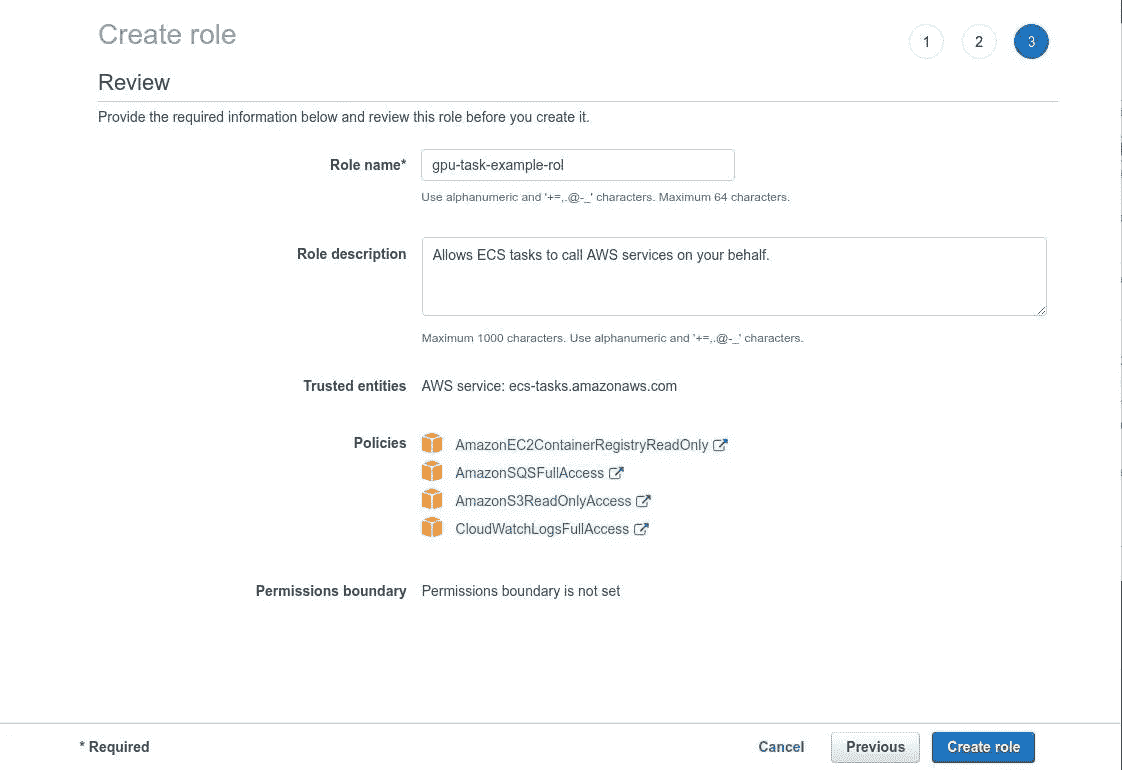 Create role
1 2 3
Review
Provide the required information below and review this role before you create it.
Role name* gpu-task-example-rol
Use alphanumeric and '+=,.@-_' characters. Maximum 64 characters.
Role description Allows ECS tasks to call AWS services on your behalf.
Maximum 1000 characters. Use alphanumeric and '+=,.@-_' characters.
Trusted entities AWS service: ecs-tasks.amazonaws.com
Policies AmazonEC2ContainerRegistryReadOnly
AmazonSQSFullAccess
AmazonS3ReadOnlyAccess
CloudWatchLogsFullAccess
Permissions boundary Permissions boundary is not set
* Required Cancel Previous Create role